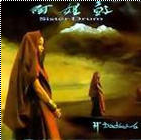 阿姐鼓
Sister Drum
Dadawa